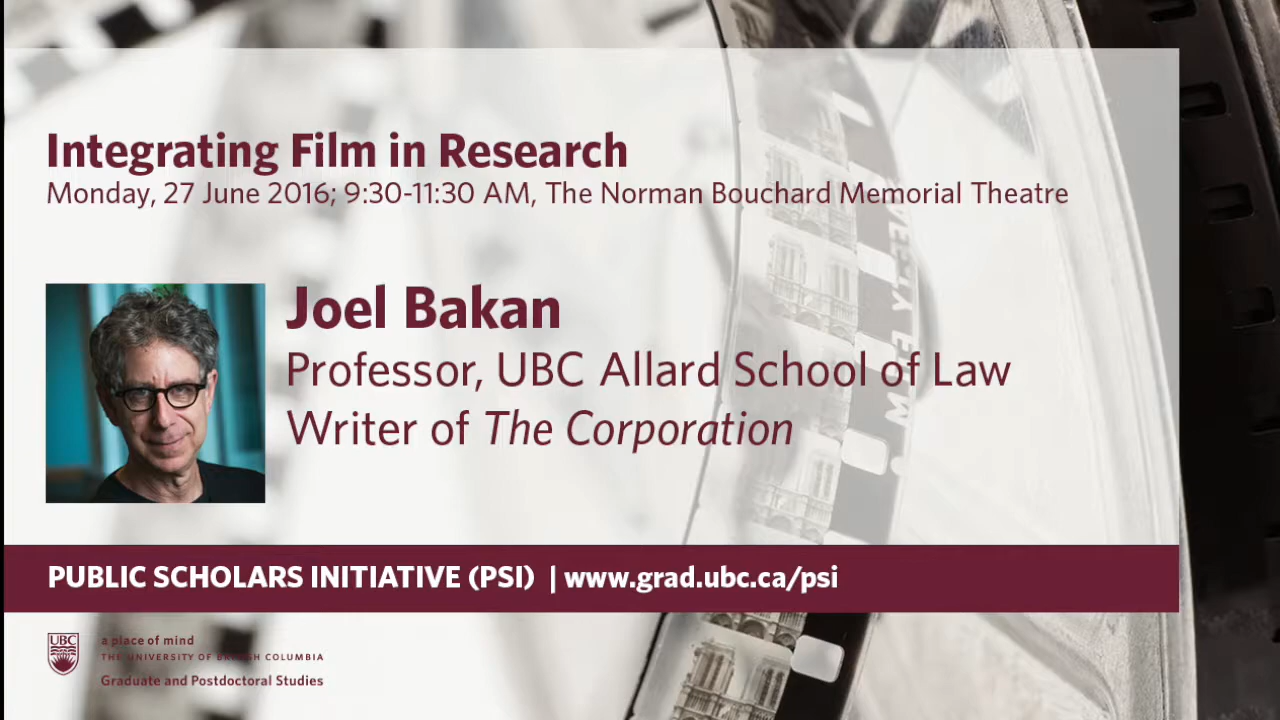 Integrating Film in Research
Monday, 27 June 2016; 9:30-11:30 AM, The Norman Bouchard Memorial Theatre
Joel Bakan
Professor, UBC Allard School of Law
Writer of The Corporation
PUBLIC SCHOLARS INITIATIVE (PSI) | www.grad.ubc.ca/psi
UBC
a place of mind
THE UNIVERSITY OF BRITISH COLUMBIA
Graduate and Postdoctoral Studies